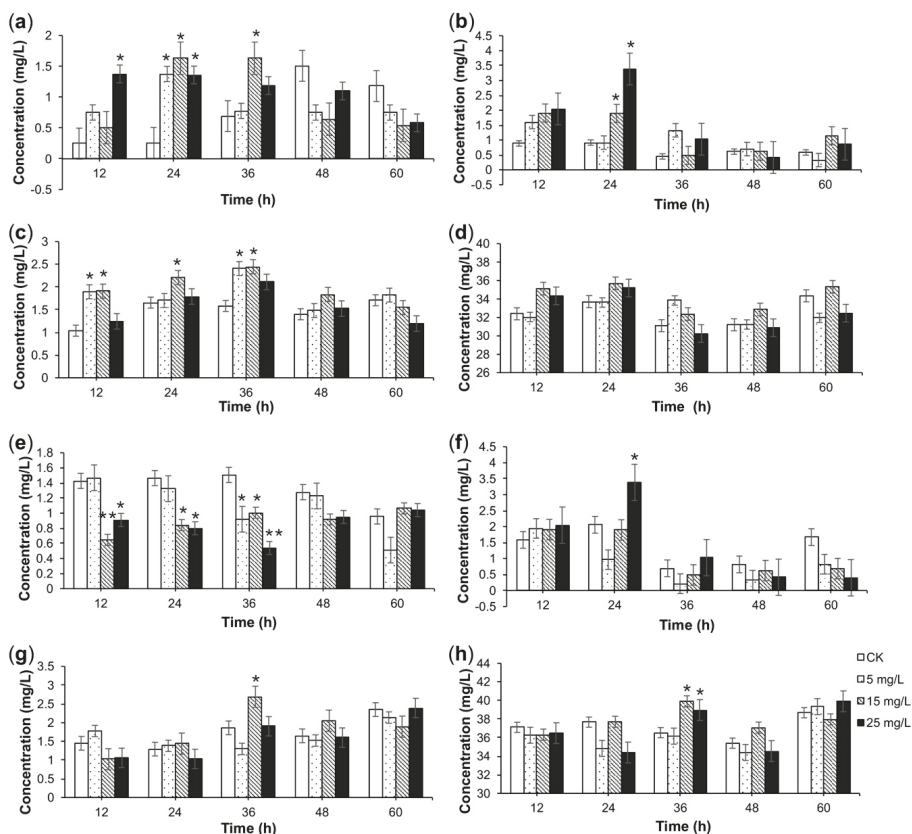 (a)
Concentration (mg/L)
2
1.5
1
0.5
0
-0.5
* * * * *
12 24 36 48 60
Time (h)
(b)
Concentration (mg/L)
4.5
4
3.5
3
2.5
2
1.5
1
0.5
0
-0.5
* *
12 24 36 48 60
Time (h)
(c)
Concentration (mg/L)
3
2.5
2
1.5
1
0.5
0
* * * * *
12 24 36 48 60
Time (h)
(d)
Concentration (mg/L)
40
38
36
34
32
30
28
26
12 24 36 48 60
Time (h)
(e)
Concentration (mg/L)
1.8
1.6
1.4
1.2
1
0.8
0.6
0.4
0.2
0
** * * * * * **
12 24 36 48 60
Time (h)
(f)
Concentration (mg/L)
4.5
4
3.5
3
2.5
2
1.5
1
0.5
0
-0.5
*
12 24 36 48 60
Time (h)
(g)
Concentration (mg/L)
3.5
3
2.5
2
1.5
1
0.5
0
*
12 24 36 48 60
Time (h)
(h)
Concentration (mg/L)
44
42
40
38
36
34
32
30
* *
12 24 36 48 60
Time (h)
CK
5 mg/L
15 mg/L
25 mg/L